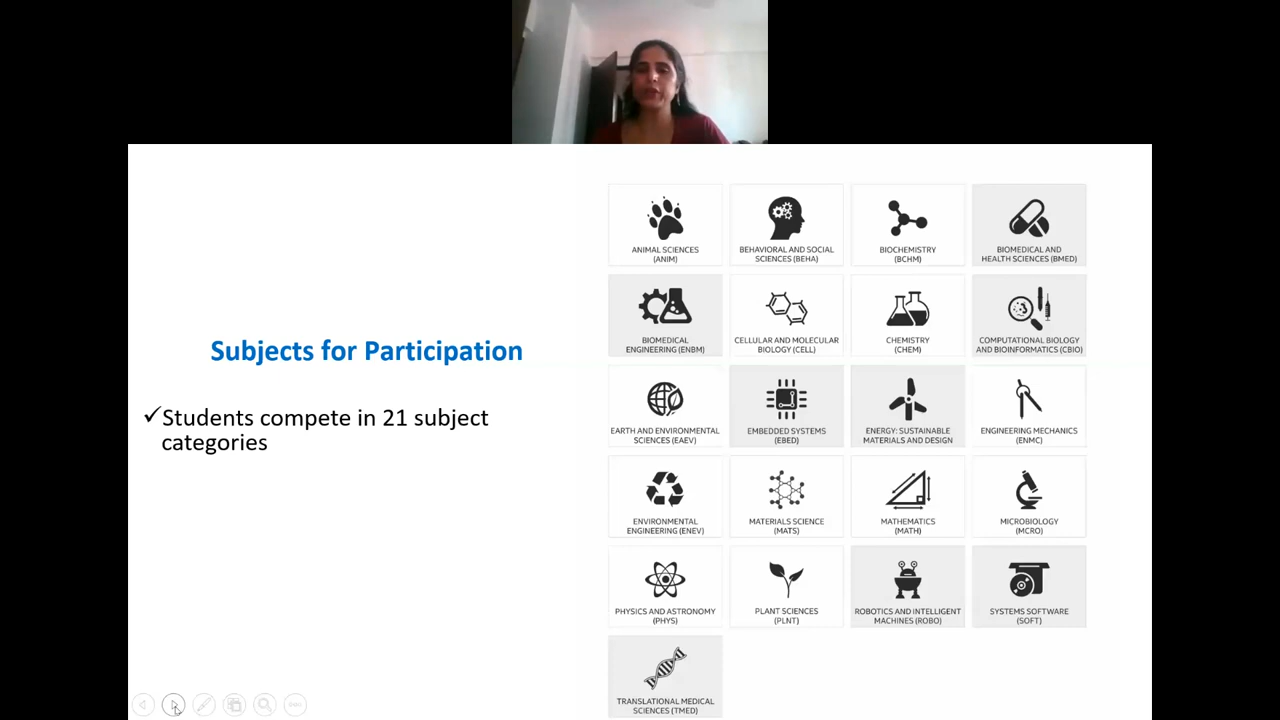 Subjects for Participation
✓Students compete in 21 subject
categories
ANIMAL SCIENCES
(ANIM)
BEHAVIORAL AND SOCIAL
SCIENCES (BEHA)
BIOCHEMISTRY
(BCHM)
BIOMEDICAL AND
HEALTH SCIENCES (BMED)
BIOMEDICAL
ENGINEERING (ENBM)
CELLULAR AND MOLECULAR
BIOLOGY (CELL)
CHEMISTRY
(CHEM)
COMPUTATIONAL BIOLOGY
AND BIOINFORMATICS (CBIO)
EARTH AND ENVIRONMENTAL
SCIENCES (EAEV)
EMBEDDED SYSTEMS
(EBED)
ENERGY: SUSTAINABLE
MATERIALS AND DESIGN
ENGINEERING MECHANICS
(ENMC)
ENVIRONMENTAL
ENGINEERING (ENEV)
MATERIALS SCIENCE
(MATS)
MATHEMATICS
(MATH)
MICROBIOLOGY
(MCRO)
PHYSICS AND ASTRONOMY
(PHYS)
PLANT SCIENCES
(PLNT)
ROBOTICS AND INTELLIGENT
MACHINES (ROBO)
SYSTEMS SOFTWARE
(SOFT)
TRANSLATIONAL MEDICAL
SCIENCES (TMED)